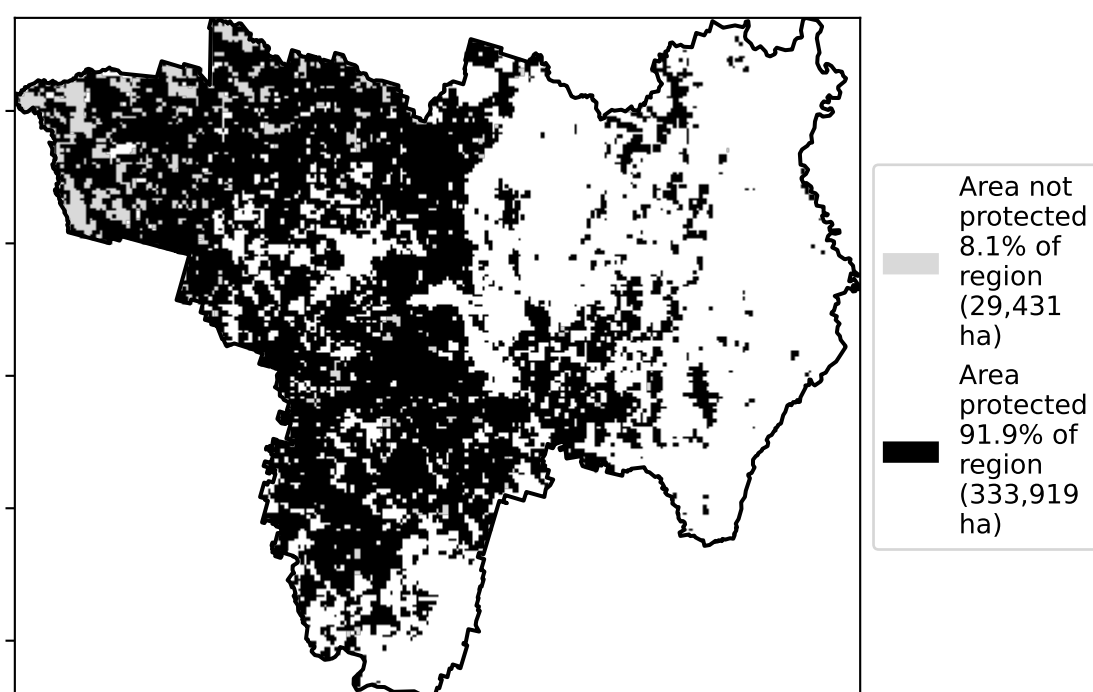 Area not
protected
8.1% of
region
(29,431
ha)
Area
protected
91.9% of
region
(333,919
ha)